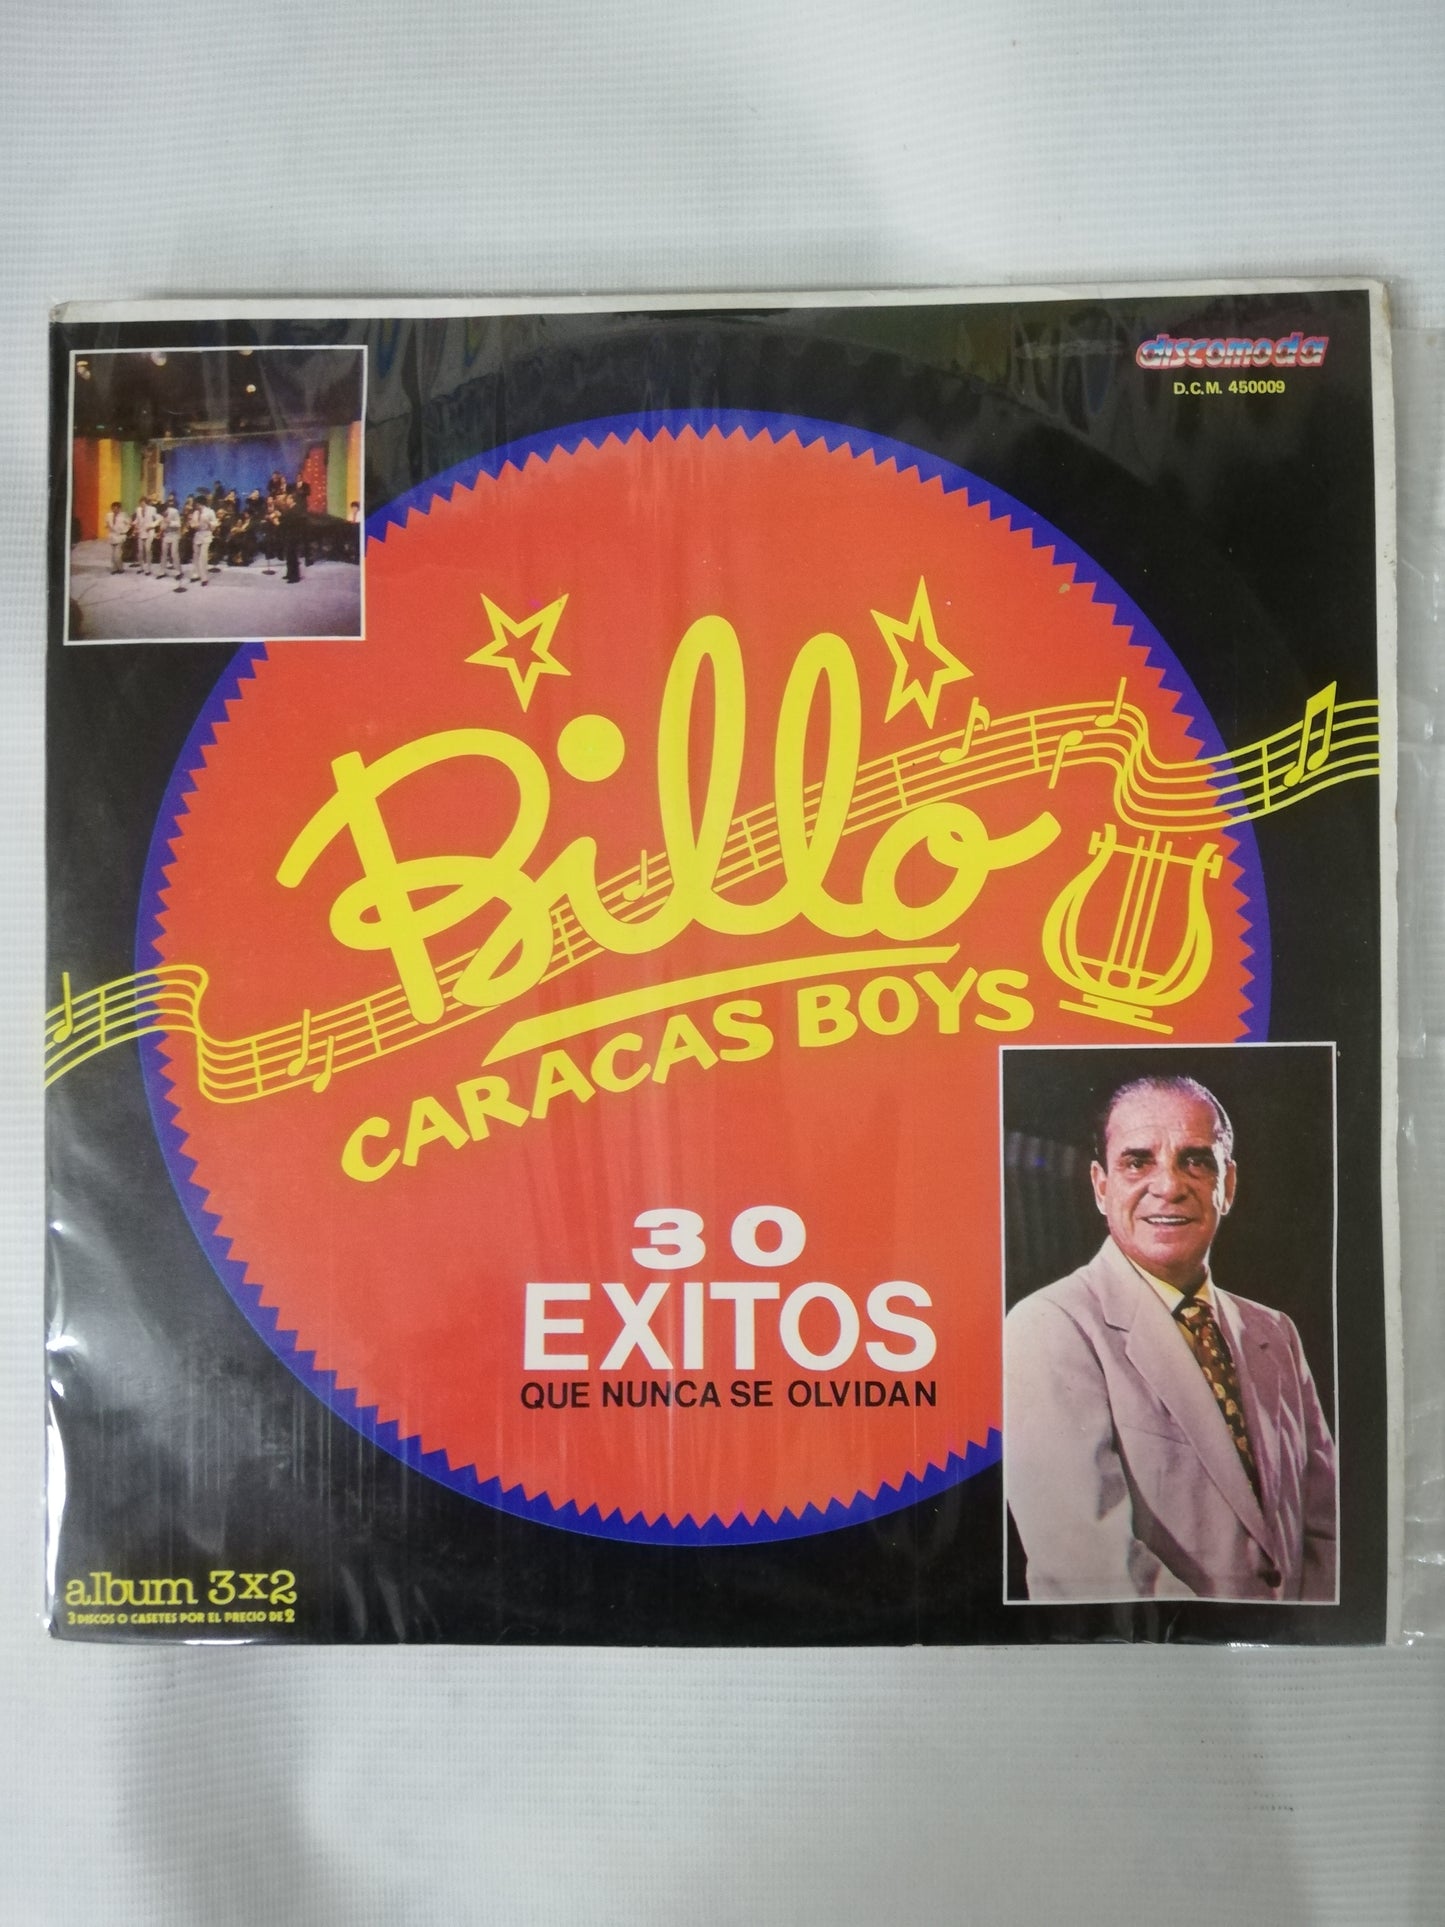 discomoda
D.C.M. 450009
Billo
CARACAS BOYS
30
EXITOS
QUE NUNCA SE OLVIDAN
album 3x2
3 DISCOS O CASETES POR EL PRECIO DE 2